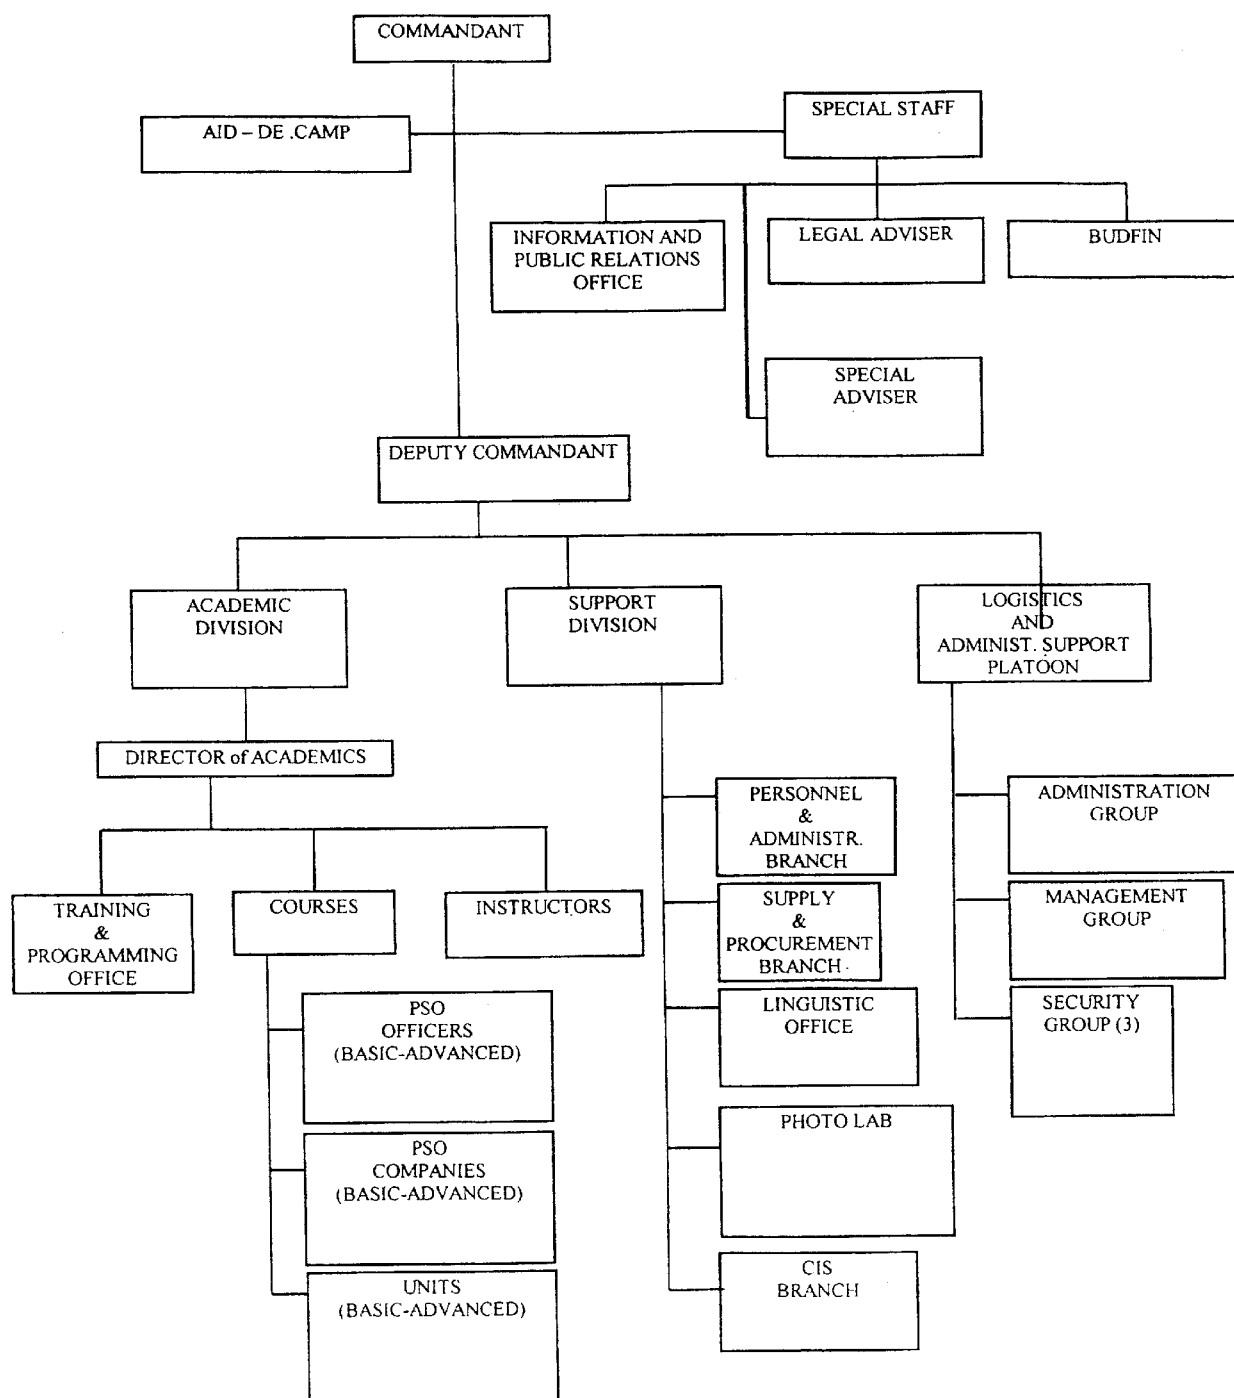 COMMANDANT
SPECIAL STAFF
AID – DE .CAMP
INFORMATION AND
PUBLIC RELATIONS
OFFICE
LEGAL ADVISER
BUDFIN
SPECIAL
ADVISER
DEPUTY COMMANDANT
ACADEMIC
DIVISION
SUPPORT
DIVISION
LOGISTICS
AND
ADMINIST. SUPPORT
PLATOON
DIRECTOR of ACADEMICS
TRAINING
&
PROGRAMMING
OFFICE
COURSES
INSTRUCTORS
PSO
OFFICERS
(BASIC-ADVANCED)
PSO
COMPANIES
(BASIC-ADVANCED)
UNITS
(BASIC-ADVANCED)
PERSONNEL
&
ADMINISTR.
BRANCH
SUPPLY
&
PROCUREMENT
BRANCH
LINGUISTIC
OFFICE
PHOTO LAB
CIS
BRANCH
ADMINISTRATION
GROUP
MANAGEMENT
GROUP
SECURITY
GROUP (3)